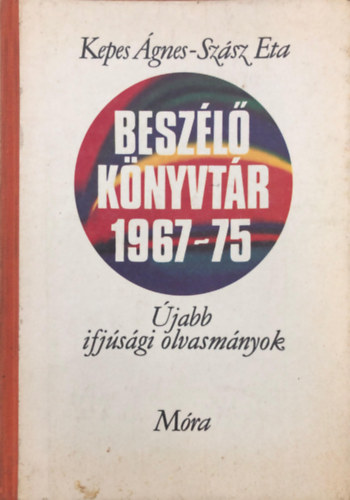 Kepes Ágnes-Szász Eta
BESZÉLŐ
KÖNYVTÁR
1967-75
Újabb
ifjúsági olvasmányok
Móra